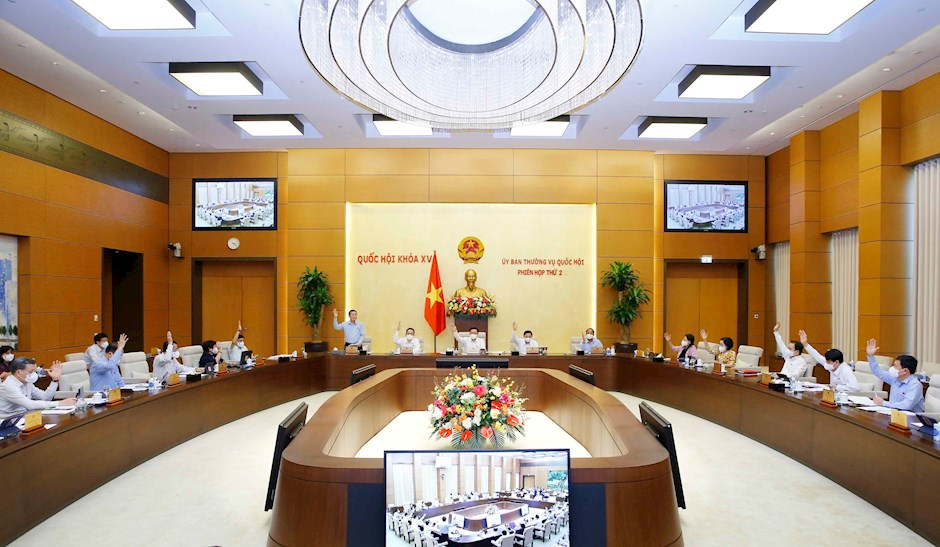 QUỐC HỘI KHÓA XV
ỦY BAN THƯỜNG VỤ QUỐC HỘI
PHIÊN HỌP THỨ 2